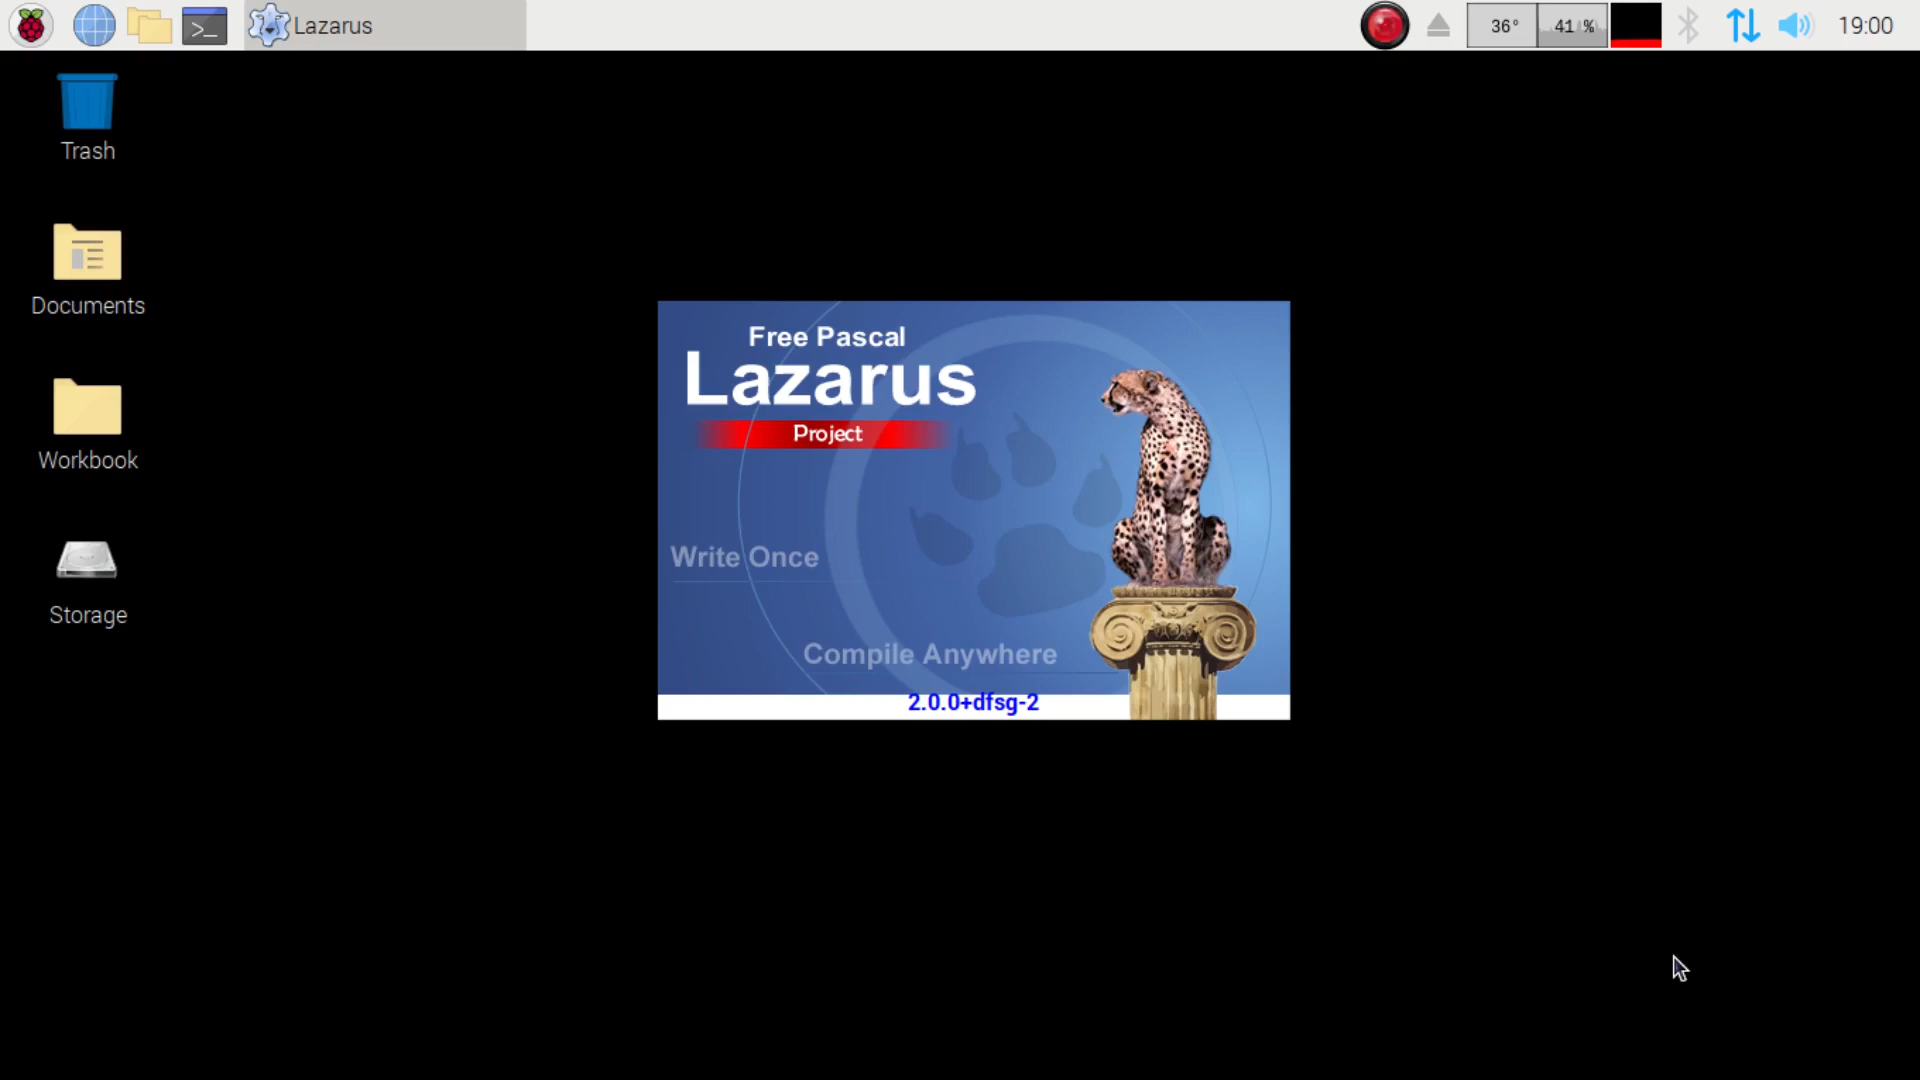 Lazarus
36°
41 %
19:00
Trash
Documents
Workbook
Storage
Free Pascal
Lazarus
Project
Write Once
Compile Anywhere
2.0.0+dfsg-2